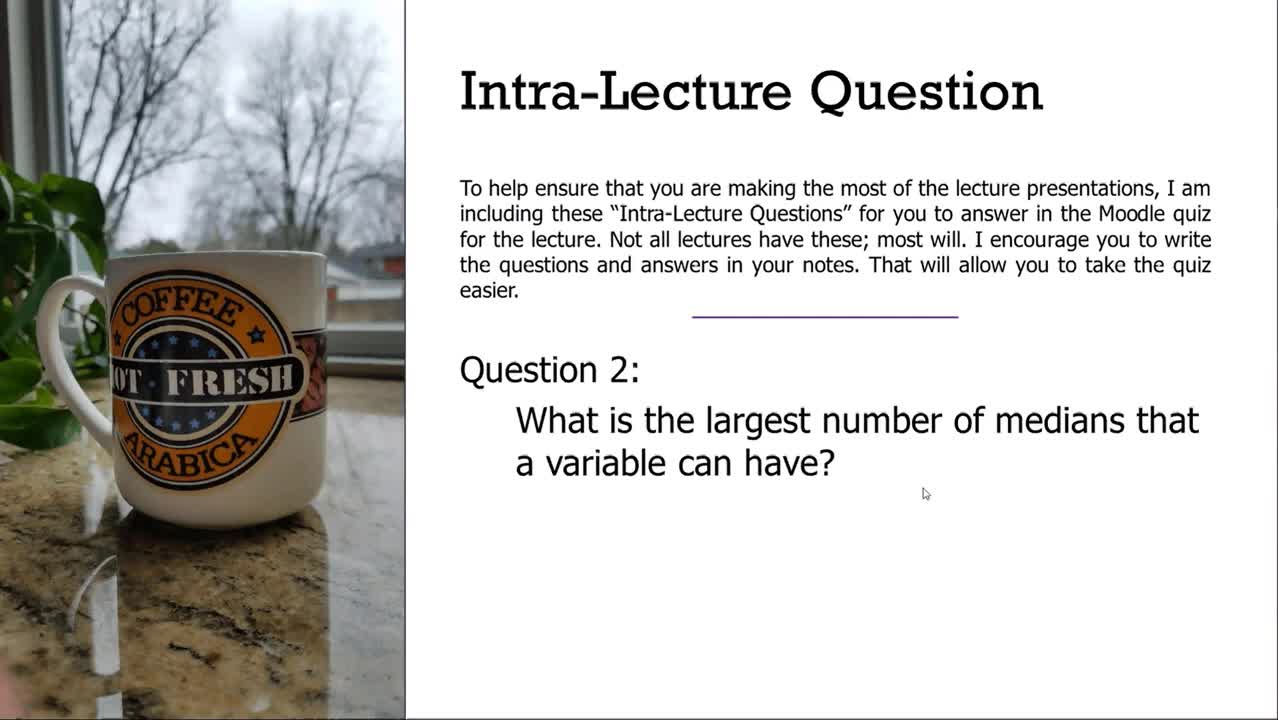 Intra-Lecture Question
To help ensure that you are making the most of the lecture presentations, I am
including these “Intra-Lecture Questions” for you to answer in the Moodle quiz
for the lecture. Not all lectures have these; most will. I encourage you to write
the questions and answers in your notes. That will allow you to take the quiz
easier.
Question 2:
What is the largest number of medians that
a variable can have?
COFFEE
OT FRESH
ARABICA